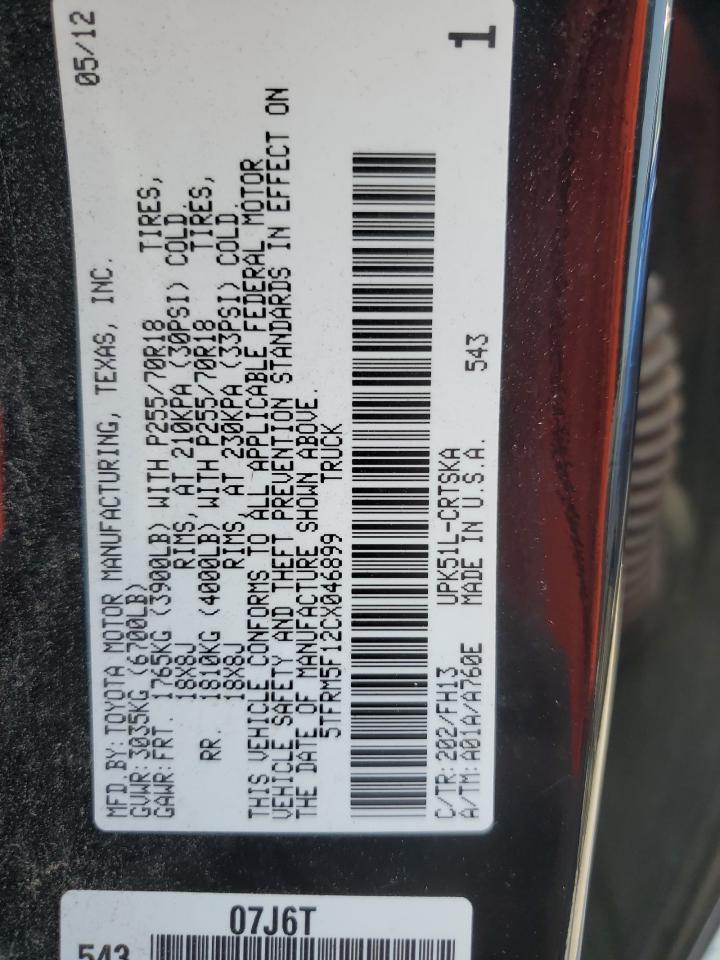 MFD.BY:TOYOTA MOTOR MANUFACTURING, TEXAS, INC. 05/12
GVWR:3035KG(6700LB)
GAWR:FRT. 1765KG (3900LB) WITH P255/70R18 TIRES,
18X8J RIMS, AT 210KPA (30PSI) COLD.
RR. 1810KG (4000LB) WITH P255/70R18 TIRES,
18X8J RIMS AT 230KPA (33PSI) COLD.
THIS VEHICLE CONFORMS TO ALL APPLICABLE FEDERAL MOTOR
VEHICLE SAFETY AND THEFT PREVENTION STANDARDS IN EFFECT ON
THE DATE OF MANUFACTURE SHOWN ABOVE.
5TFRM5F12CX046899 TRUCK
C/TR:202/FH13 UPK51L-CRTSKA
A/TM:A01A/A760E MADE IN U.S.A. 543
1
07J6T
543